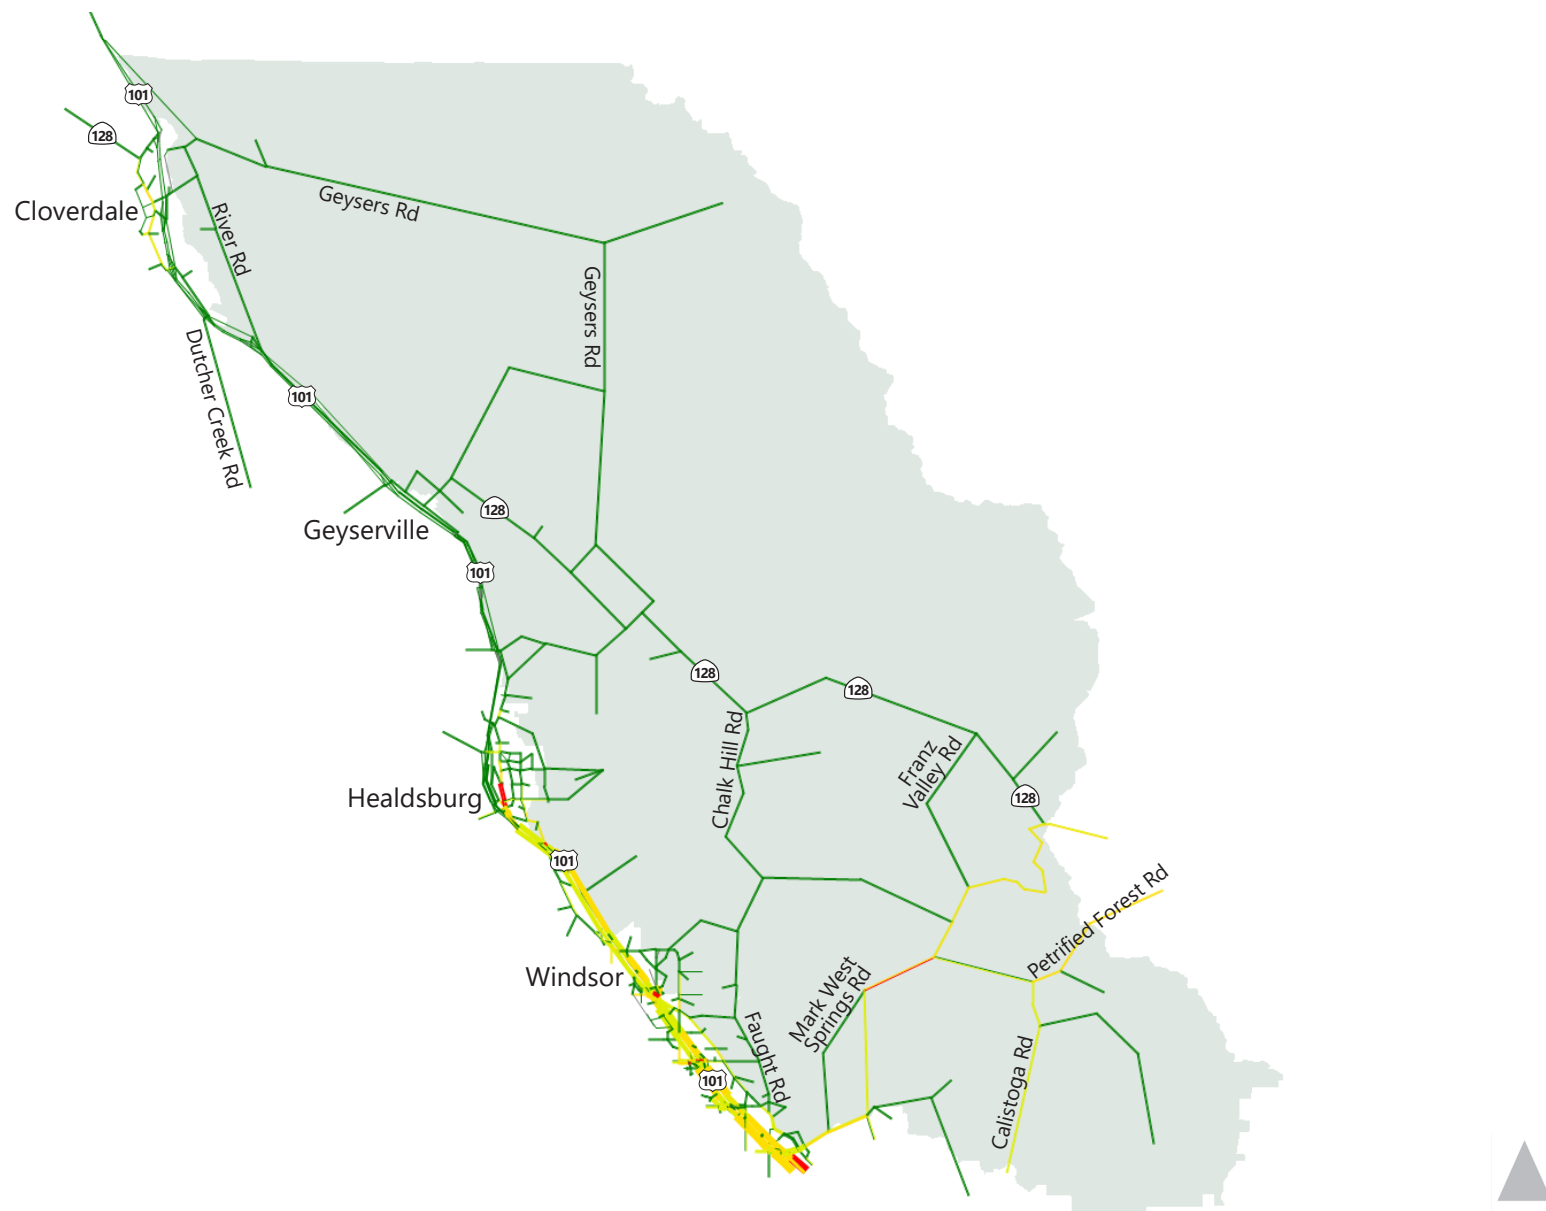 101
128
Cloverdale
Geysers Rd
River Rd
Geysers Rd
Dutcher Creek Rd
101
128
Geyserville
101
128
128
Chalk Hill Rd
Franz
Valley Rd
128
Healdsburg
101
Petrified Forest Rd
Windsor
Mark West
Springs Rd
Faught Rd
101
Calistoga Rd